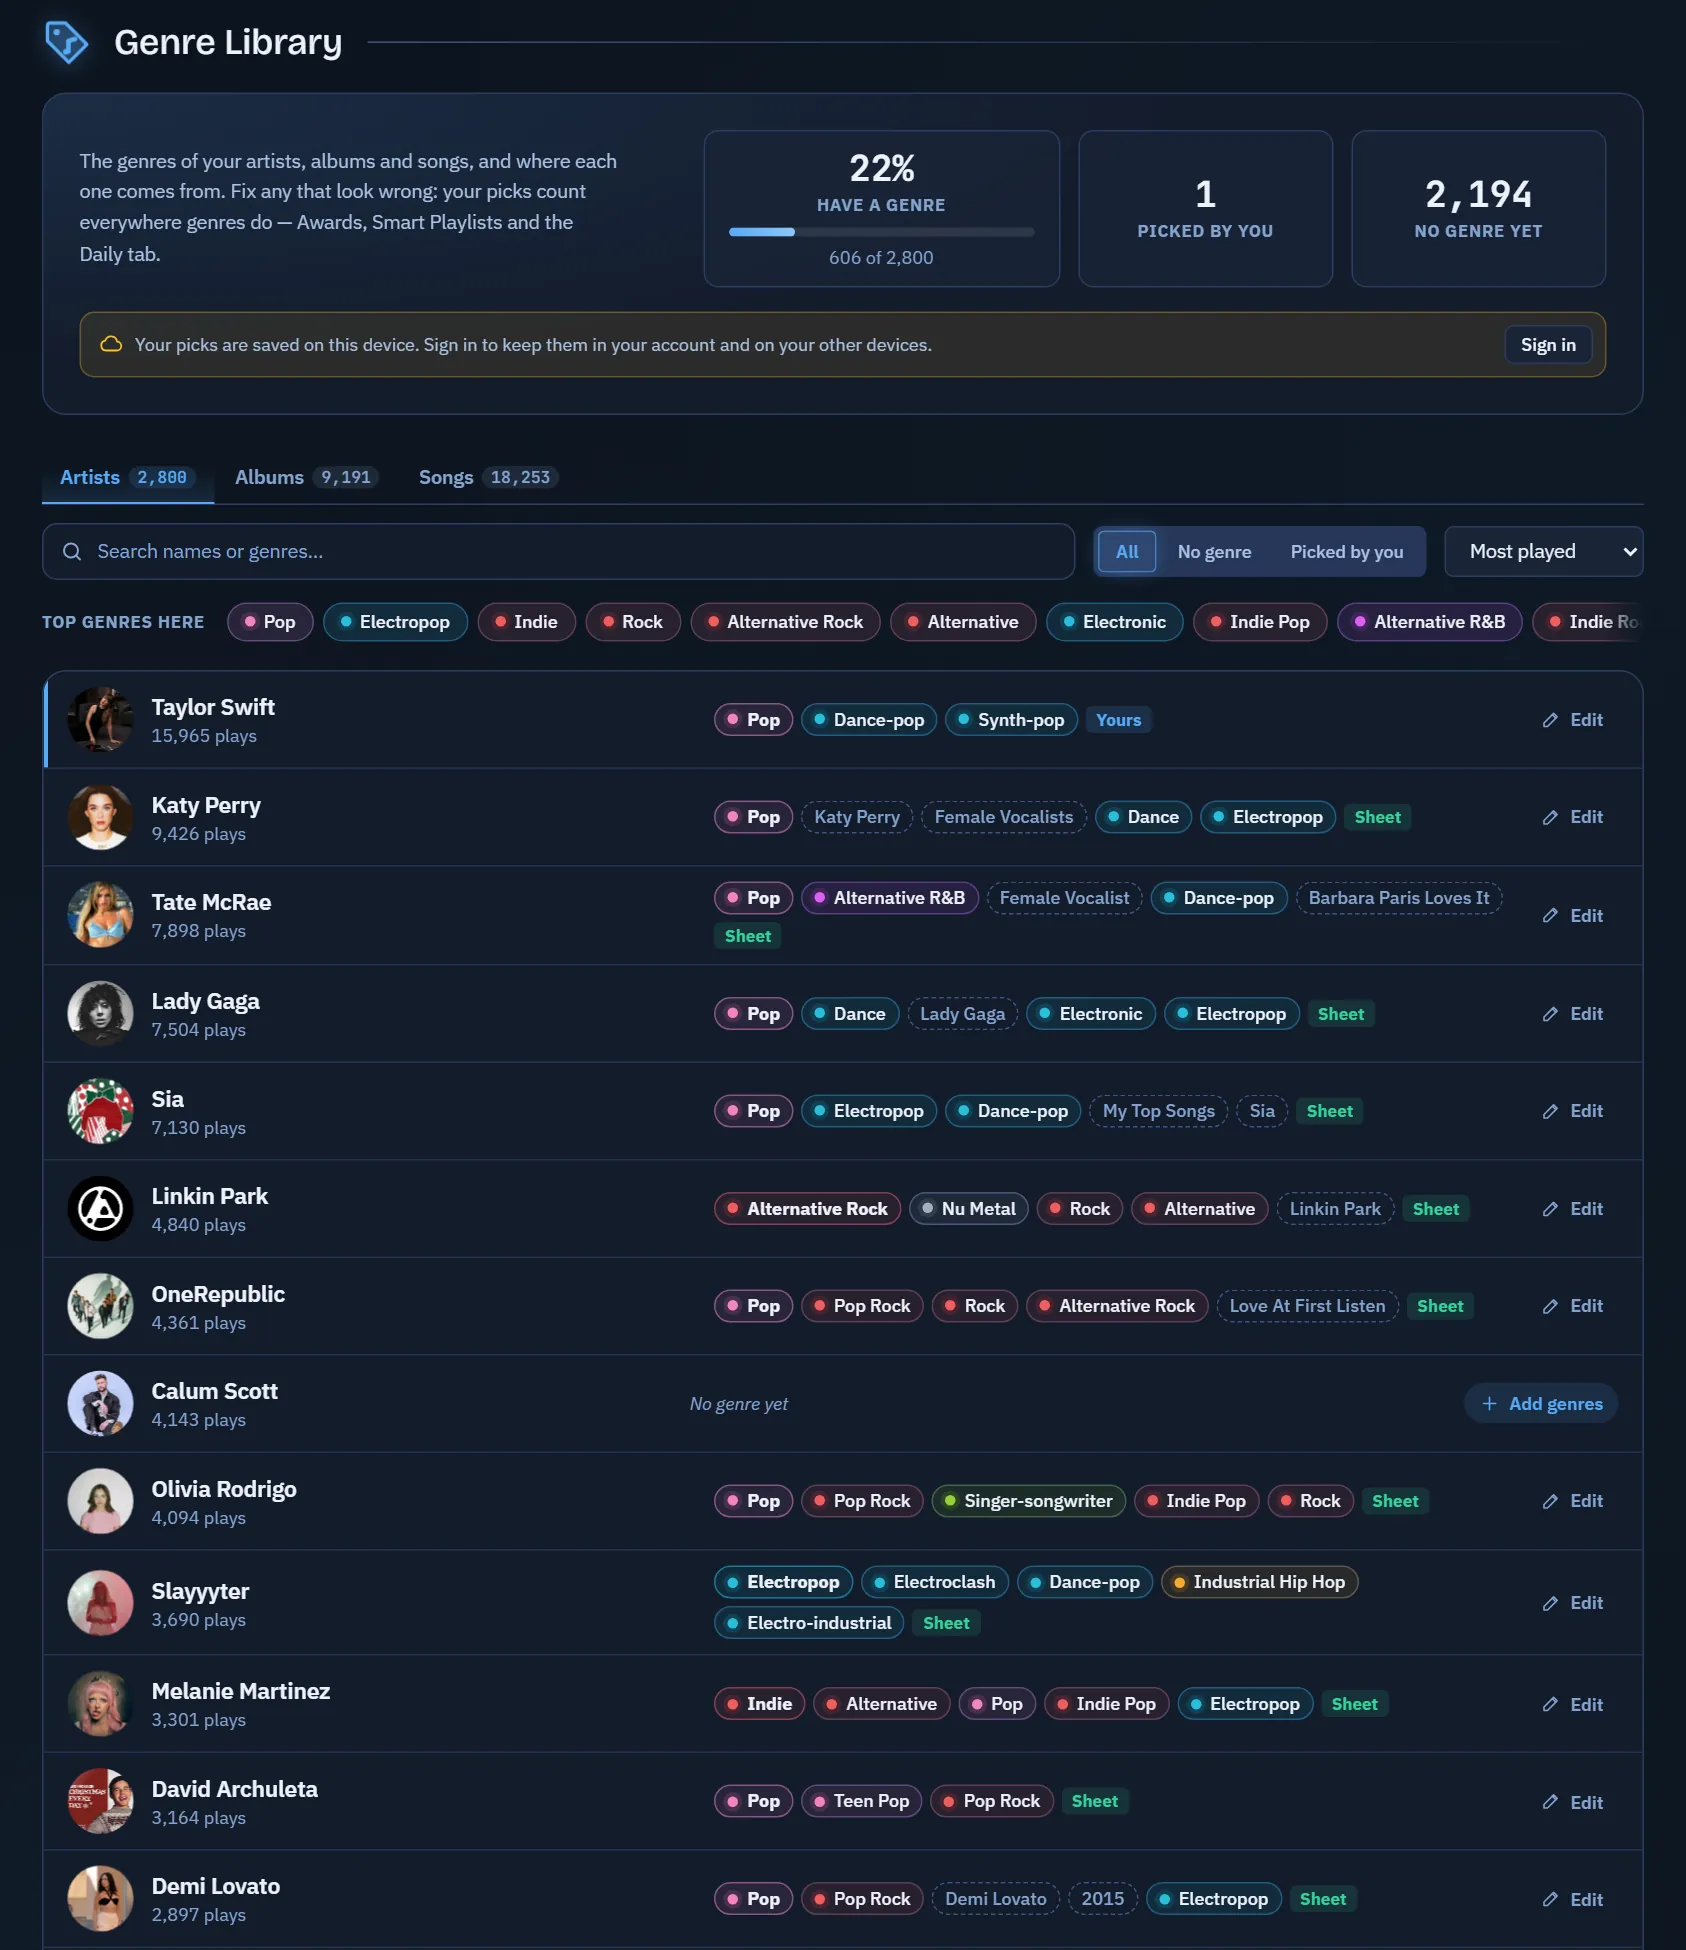 Genre Library
The genres of your artists, albums and songs, and where each
one comes from. Fix any that look wrong: your picks count
everywhere genres do — Awards, Smart Playlists and the
Daily tab.
22%
HAVE A GENRE
606 of 2,800
1
PICKED BY YOU
2,194
NO GENRE YET
Your picks are saved on this device. Sign in to keep them in your account and on your other devices.
Sign in
Artists 2,800 Albums 9,191 Songs 18,253
Search names or genres...
All No genre Picked by you
Most played
TOP GENRES HERE Pop Electropop Indie Rock Alternative Rock Alternative Electronic Indie Pop Alternative R&B Indie Ro
Taylor Swift
15,965 plays
Pop Dance-pop Synth-pop Yours
Edit
Katy Perry
9,426 plays
Pop Katy Perry Female Vocalists Dance Electropop Sheet
Edit
Tate McRae
7,898 plays
Pop Alternative R&B Female Vocalist Dance-pop Barbara Paris Loves It
Sheet
Edit
Lady Gaga
7,504 plays
Pop Dance Lady Gaga Electronic Electropop Sheet
Edit
Sia
7,130 plays
Pop Electropop Dance-pop My Top Songs Sia Sheet
Edit
Linkin Park
4,840 plays
Alternative Rock Nu Metal Rock Alternative Linkin Park Sheet
Edit
OneRepublic
4,361 plays
Pop Pop Rock Rock Alternative Rock Love At First Listen Sheet
Edit
Calum Scott
4,143 plays
No genre yet
Add genres
Olivia Rodrigo
4,094 plays
Pop Pop Rock Singer-songwriter Indie Pop Rock Sheet
Edit
Slayyyter
3,690 plays
Electropop Electroclash Dance-pop Industrial Hip Hop
Electro-industrial Sheet
Edit
Melanie Martinez
3,301 plays
Indie Alternative Pop Indie Pop Electropop Sheet
Edit
David Archuleta
3,164 plays
Pop Teen Pop Pop Rock Sheet
Edit
Demi Lovato
2,897 plays
Pop Pop Rock Demi Lovato 2015 Electropop Sheet
Edit